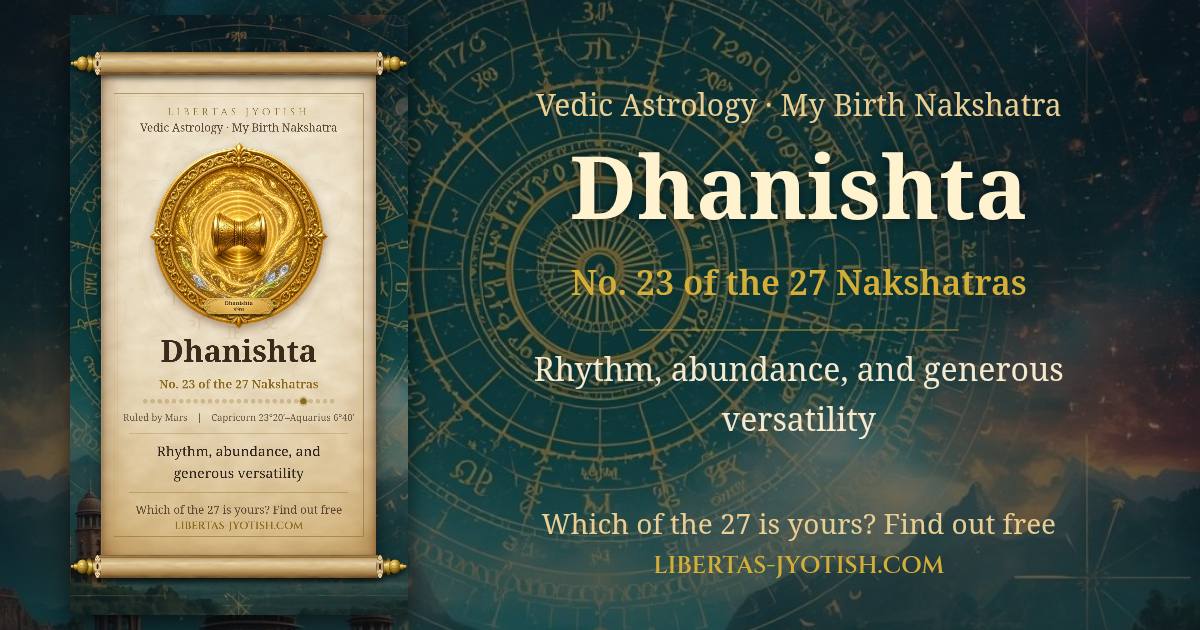 LIBERTAS JYOTISH
Vedic Astrology · My Birth Nakshatra
Dhanishta
Dhanishta
No. 23 of the 27 Nakshatras
Ruled by Mars | Capricorn 23°20′–Aquarius 6°40′
Rhythm, abundance, and
generous versatility
Which of the 27 is yours? Find out free
LIBERTAS-JYOTISH.COM
Vedic Astrology · My Birth Nakshatra
Dhanishta
No. 23 of the 27 Nakshatras
Rhythm, abundance, and generous
versatility
Which of the 27 is yours? Find out free
LIBERTAS-JYOTISH.COM